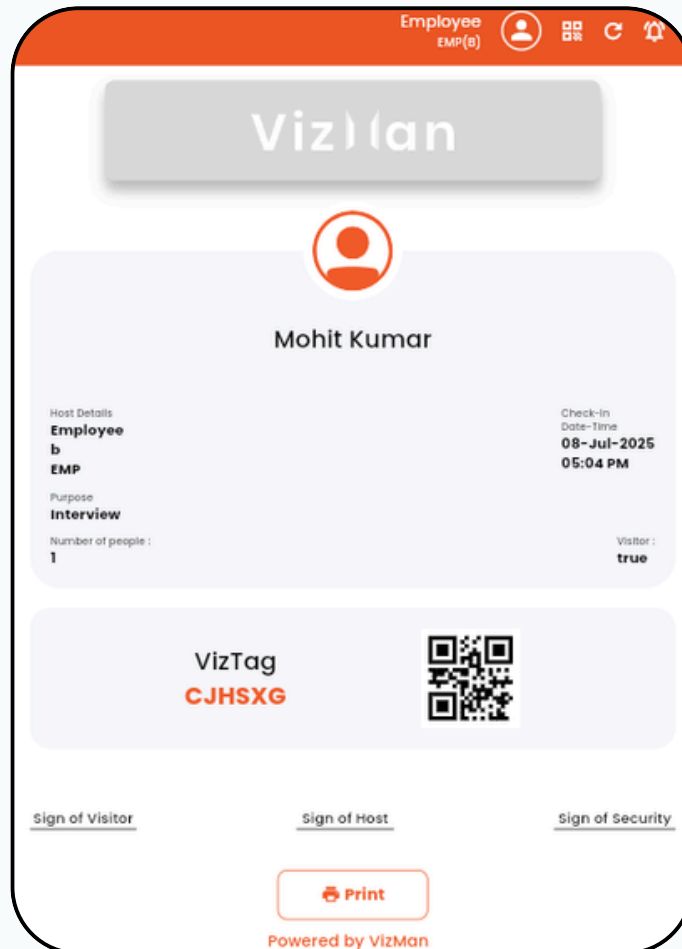 Employee
EMP(B)
VizMan
Mohit Kumar
Host Details
Employee
b
EMP
Check-In
Date-Time
08-Jul-2025
05:04 PM
Purpose
Interview
Number of people :
1
Visitor :
true
VizTag
CJHSXG
Sign of Visitor
Sign of Host
Sign of Security
Print
Powered by VizMan